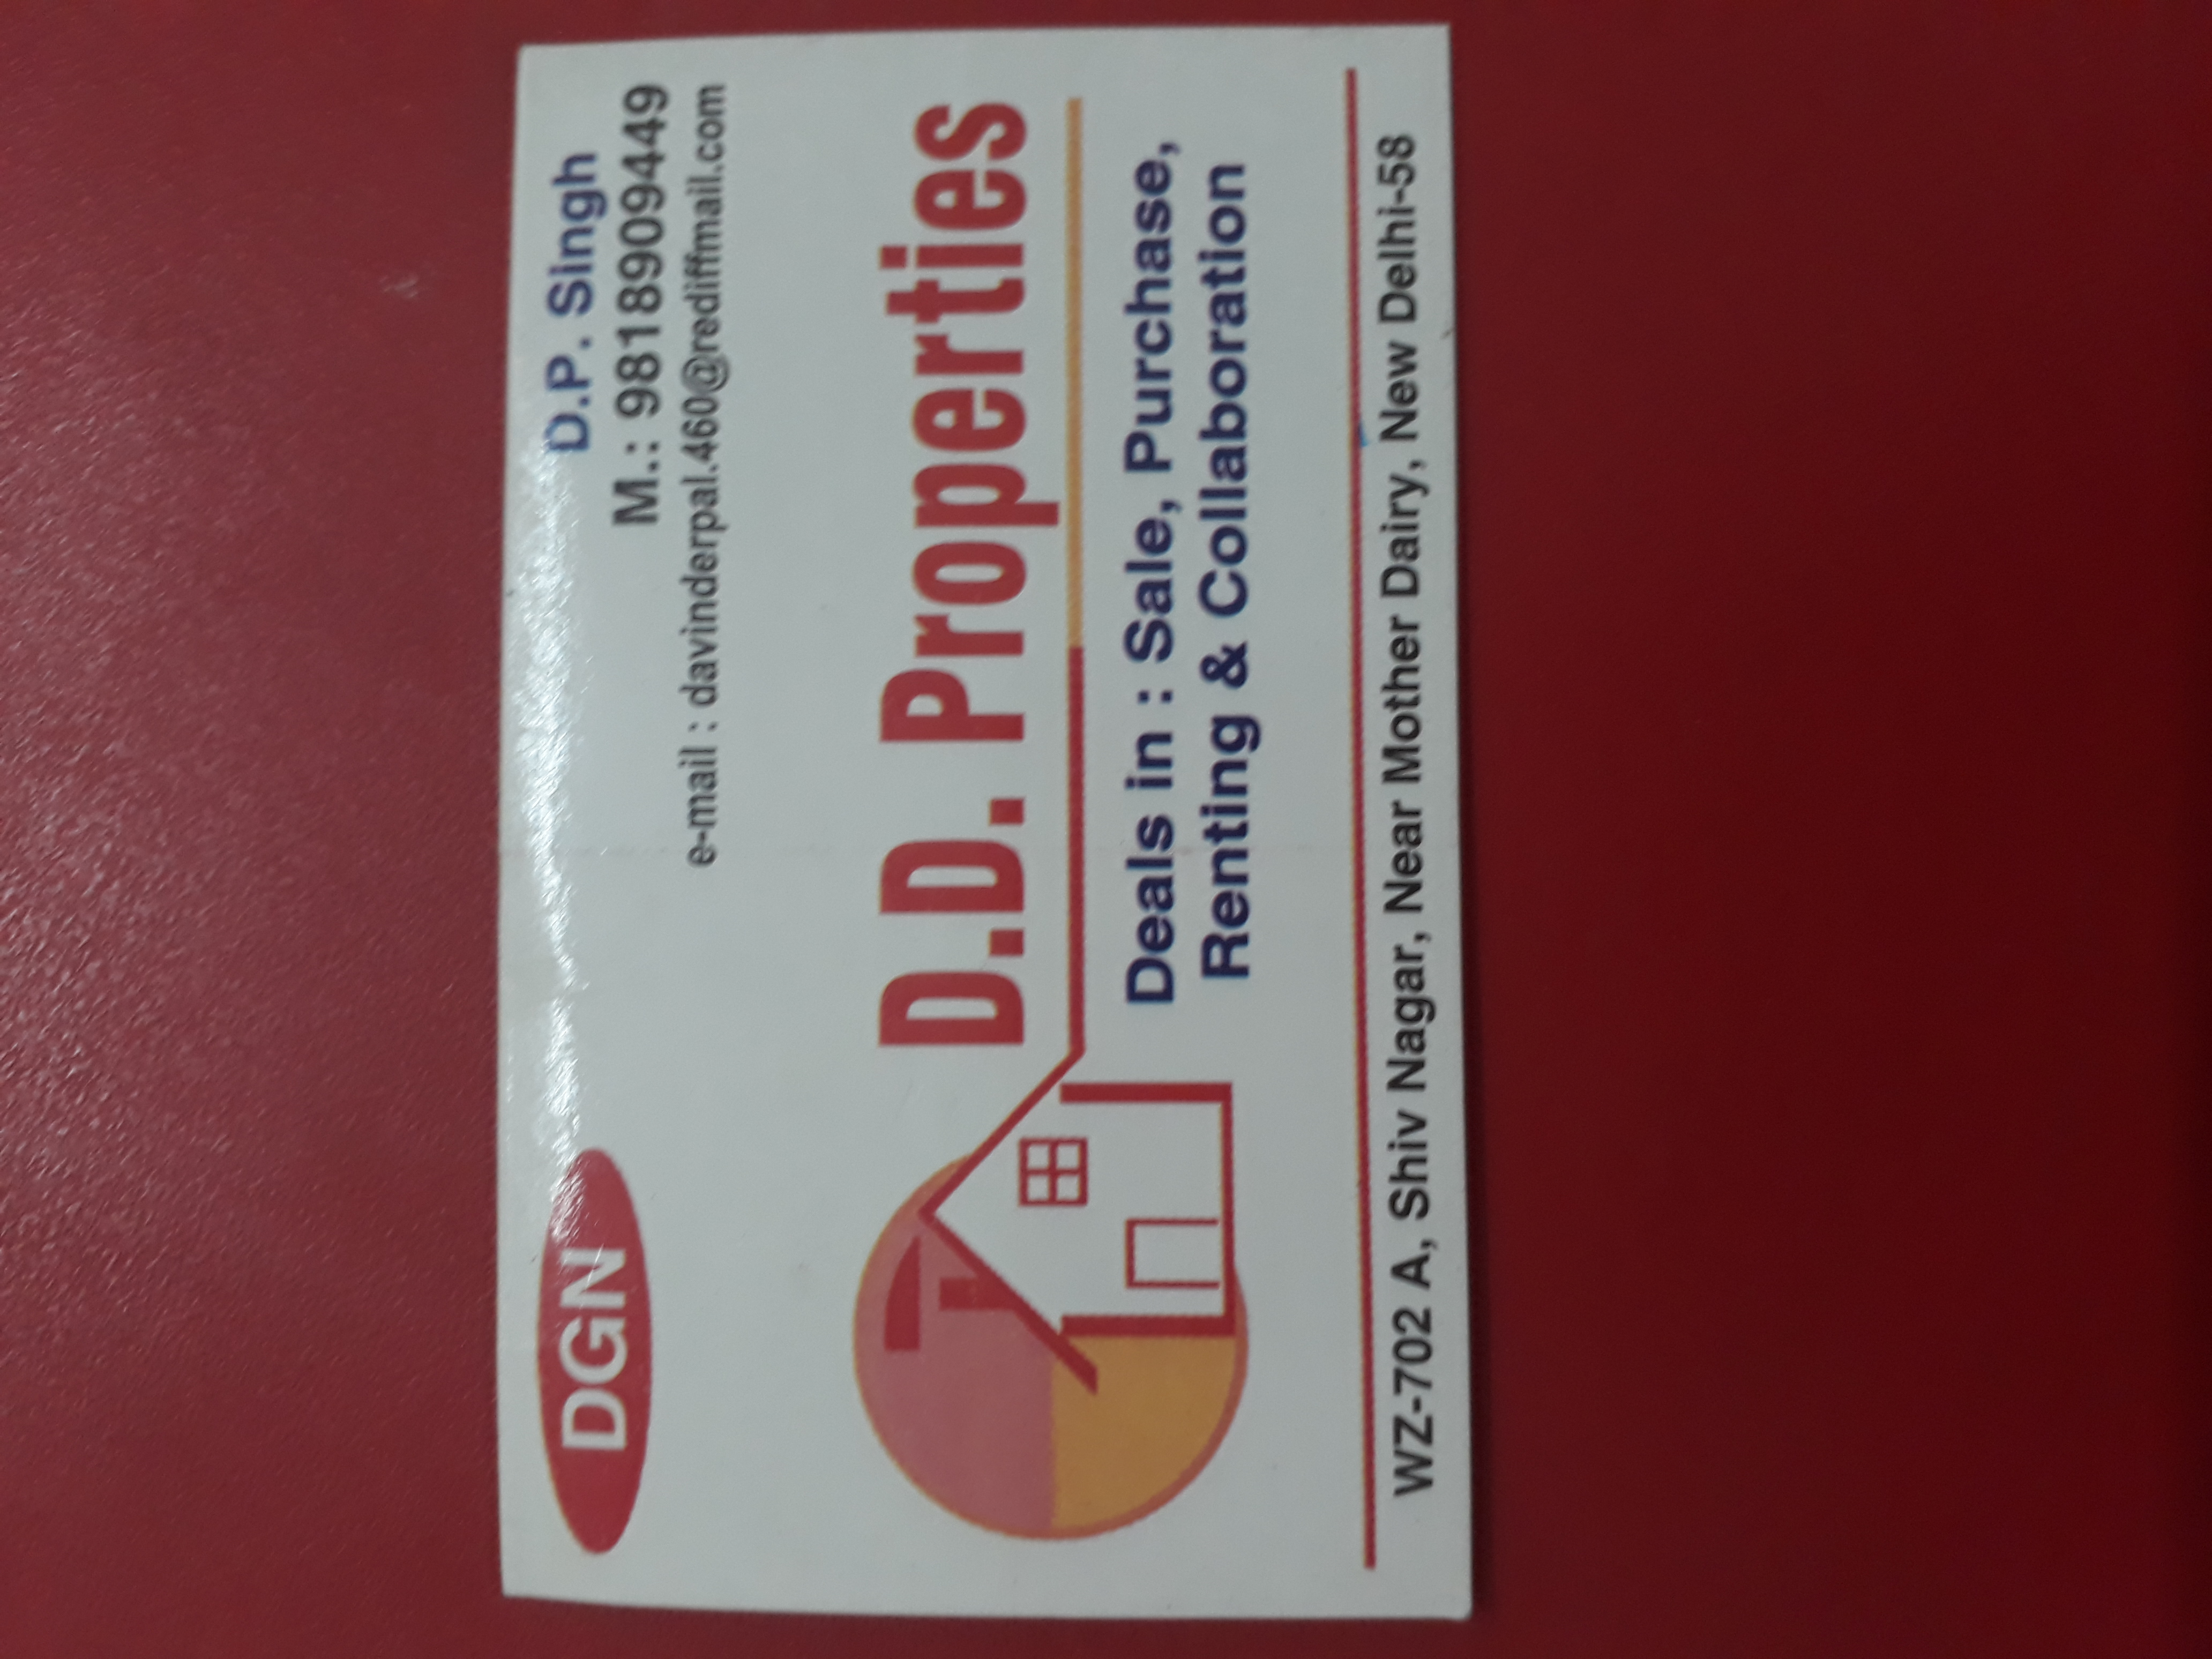 DGN
D.P. Singh
M.: 9818909449
e-mail : davinderpal.460@rediffmail.com
D.D. Properties
Deals in : Sale, Purchase,
Renting & Collaboration
WZ-702 A, Shiv Nagar, Near Mother Dairy, New Delhi-58